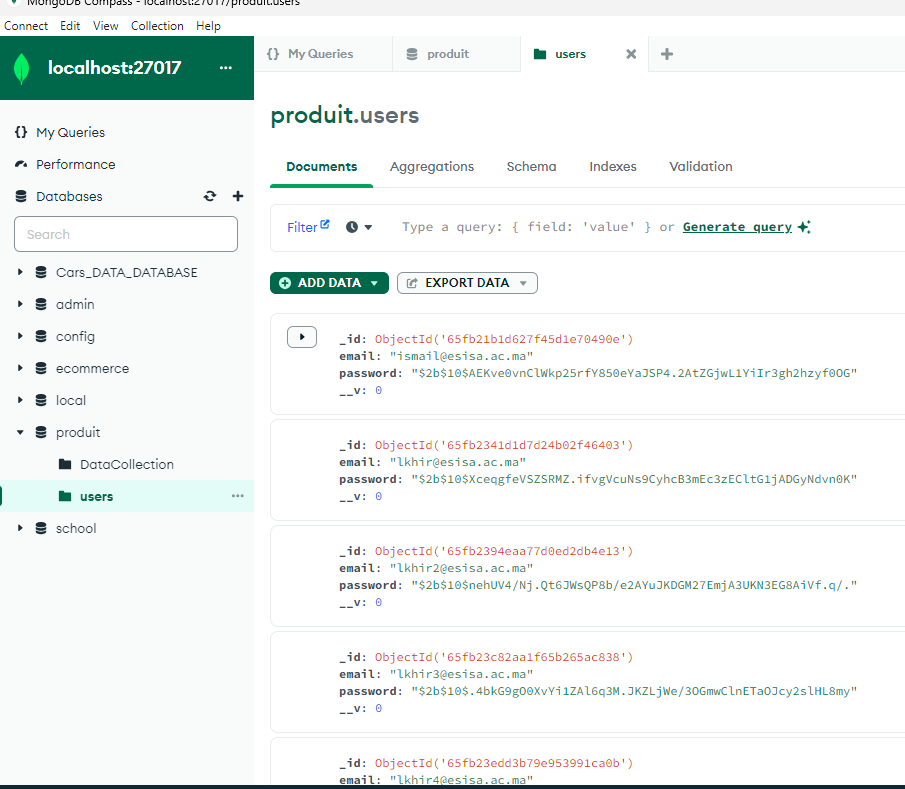 MongoDB Compass - localhost:27017/produit.users
Connect Edit View Collection Help
localhost:27017 ...
{} My Queries
Performance
Databases
Search
Cars_DATA_DATABASE
admin
config
ecommerce
local
produit
DataCollection
users ...
school
{} My Queries produit users
produit.users
Documents Aggregations Schema Indexes Validation
Filter Type a query: { field: 'value' } or Generate query
ADD DATA EXPORT DATA
_id: ObjectId('65fb21b1d627f45d1e70490e')
email: "ismail@esisa.ac.ma"
password: "$2b$10$AEKve0vnClWkp25rfY850eYaJSP4.2AtZGjwL1YiIr3gh2hzyf0OG"
__v: 0
_id: ObjectId('65fb2341d1d7d24b02f46403')
email: "lkhir@esisa.ac.ma"
password: "$2b$10$XceqgfeVSZSRMZ.ifvgVcuNs9CyhcB3mEc3zECltG1jADGyNdvn0K"
__v: 0
_id: ObjectId('65fb2394eaa77d0ed2db4e13')
email: "lkhir2@esisa.ac.ma"
password: "$2b$10$nehUV4/Nj.Qt6JWsQP8b/e2AYuJKDGM27EmjA3UKN3EG8AiVf.q/."
__v: 0
_id: ObjectId('65fb23c82aa1f65b265ac838')
email: "lkhir3@esisa.ac.ma"
password: "$2b$10$.4bkG9gO0XvYi1ZAl6q3M.JKZLjWe/3OGmwClnETaOJcy2slHL8my"
__v: 0
_id: ObjectId('65fb23edd3b79e953991ca0b')
email: "lkhir4@esisa.ac.ma"